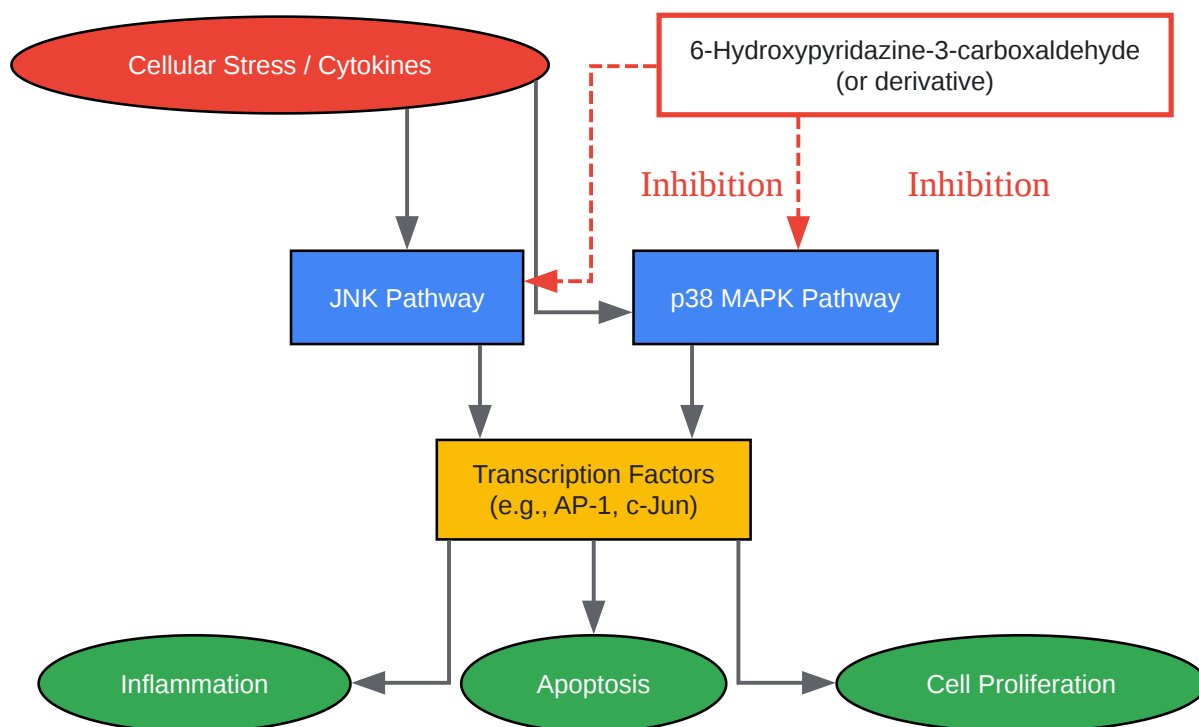 Cellular Stress / Cytokines
6-Hydroxypyridazine-3-carboxaldehyde
(or derivative)
Inhibition
Inhibition
JNK Pathway
p38 MAPK Pathway
Transcription Factors
(e.g., AP-1, c-Jun)
Inflammation
Apoptosis
Cell Proliferation